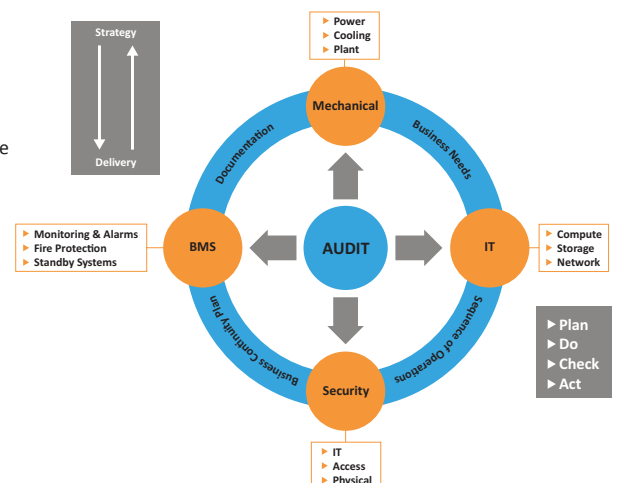 Strategy
Delivery
e
▶ Power
▶ Cooling
▶ Plant
Mechanical
Documentation
Business Needs
▶ Monitoring & Alarms
▶ Fire Protection
▶ Standby Systems
BMS
AUDIT
IT
▶ Compute
▶ Storage
▶ Network
Business Continuity Plan
Sequence of Operations
▶ Plan
▶ Do
▶ Check
▶ Act
Security
▶ IT
▶ Access
▶ Physical